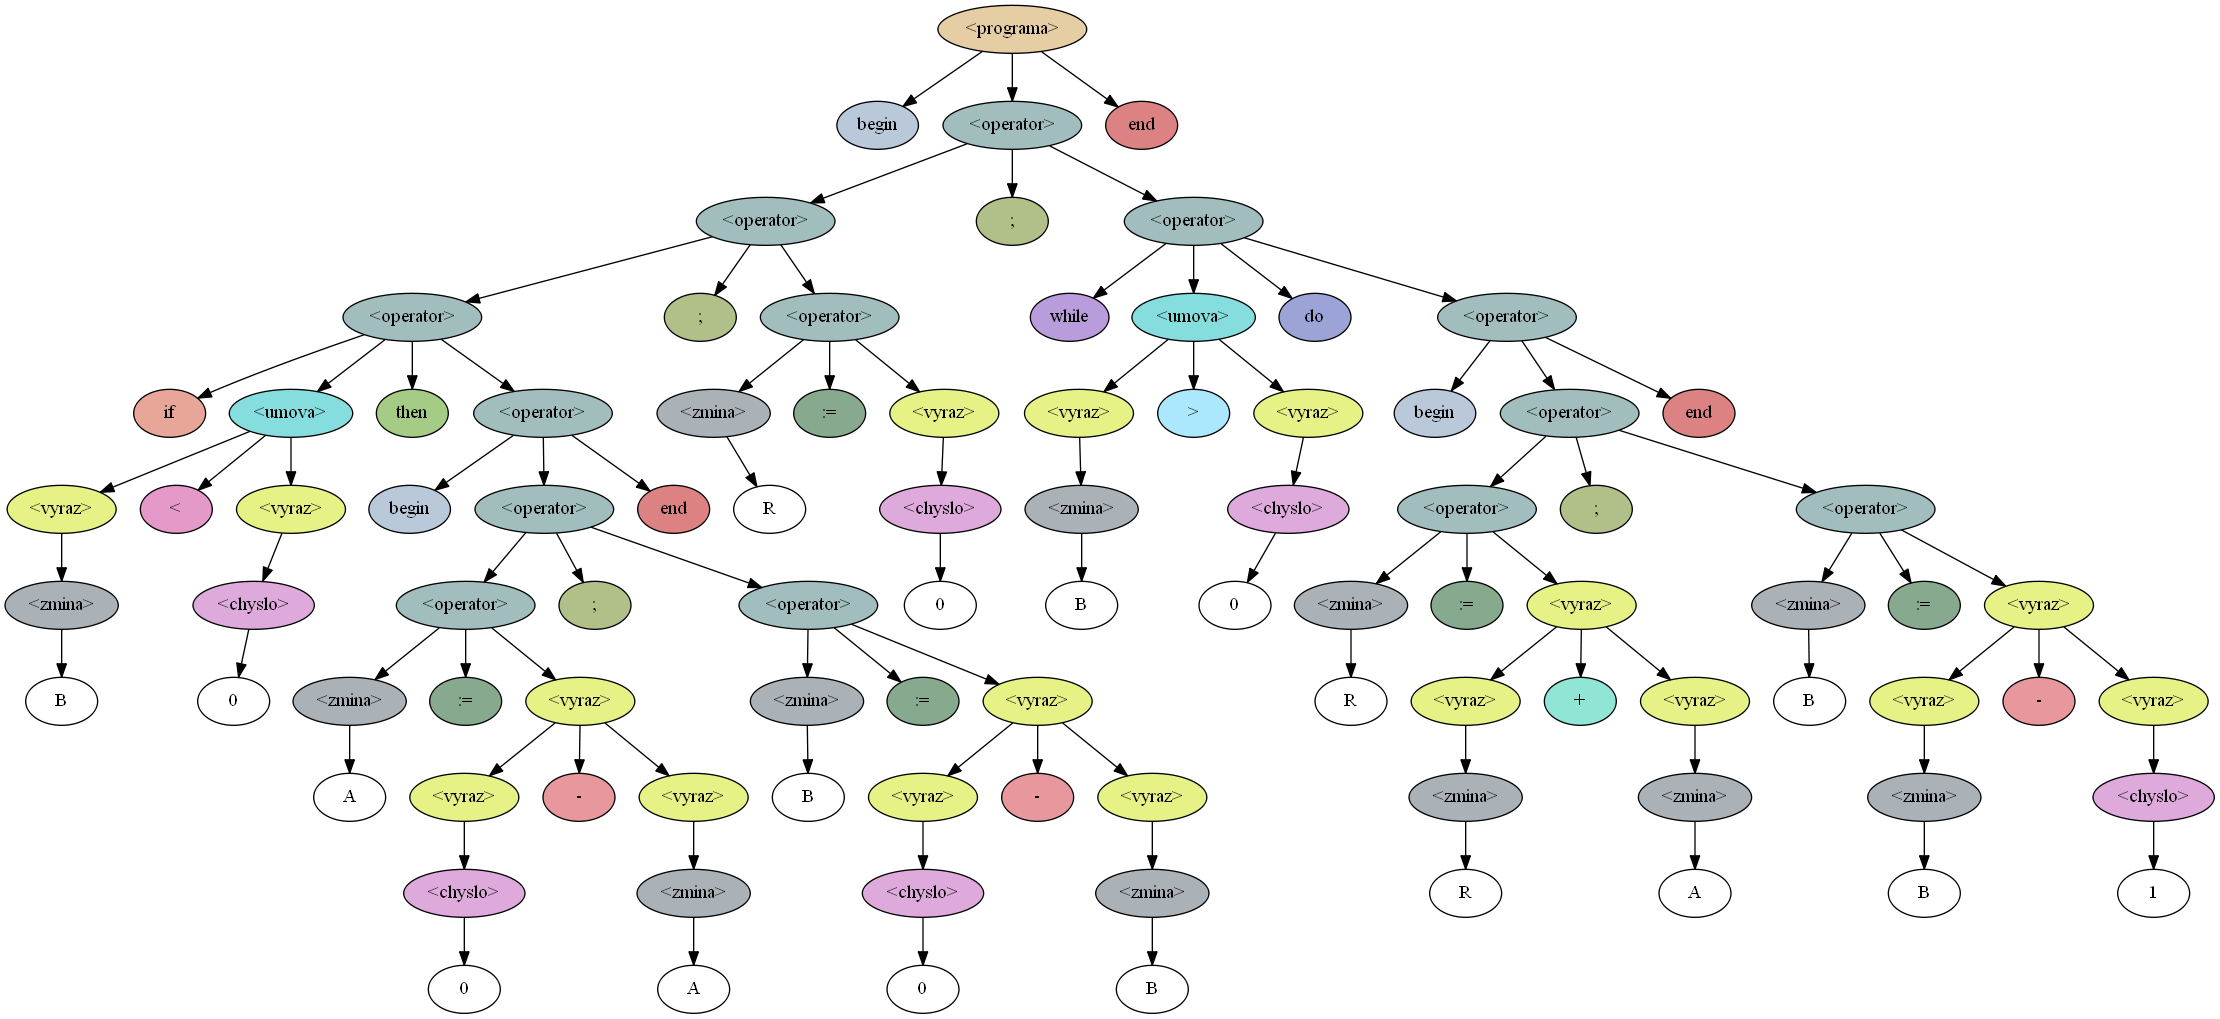 <programa>
begin <operator> end
<operator> ; <operator>
<operator> ; <operator> while <umova> do <operator>
if <umova> then <operator> <zmina> := <vyraz> <vyraz> > <vyraz> begin <operator> end
<vyraz> < <vyraz> begin <operator> end R <chyslo> <zmina> <chyslo> <operator> ; <operator>
<zmina> <chyslo> <operator> ; <operator> 0 B 0 <zmina> := <vyraz> <zmina> := <vyraz>
B 0 <zmina> := <vyraz> <zmina> := <vyraz> R <vyraz> + <vyraz> B <vyraz> - <vyraz>
A <vyraz> - <vyraz> B <vyraz> - <vyraz> <zmina> <zmina> <zmina> <chyslo>
<chyslo> <zmina> <chyslo> <zmina> R A B 1
0 A 0 B